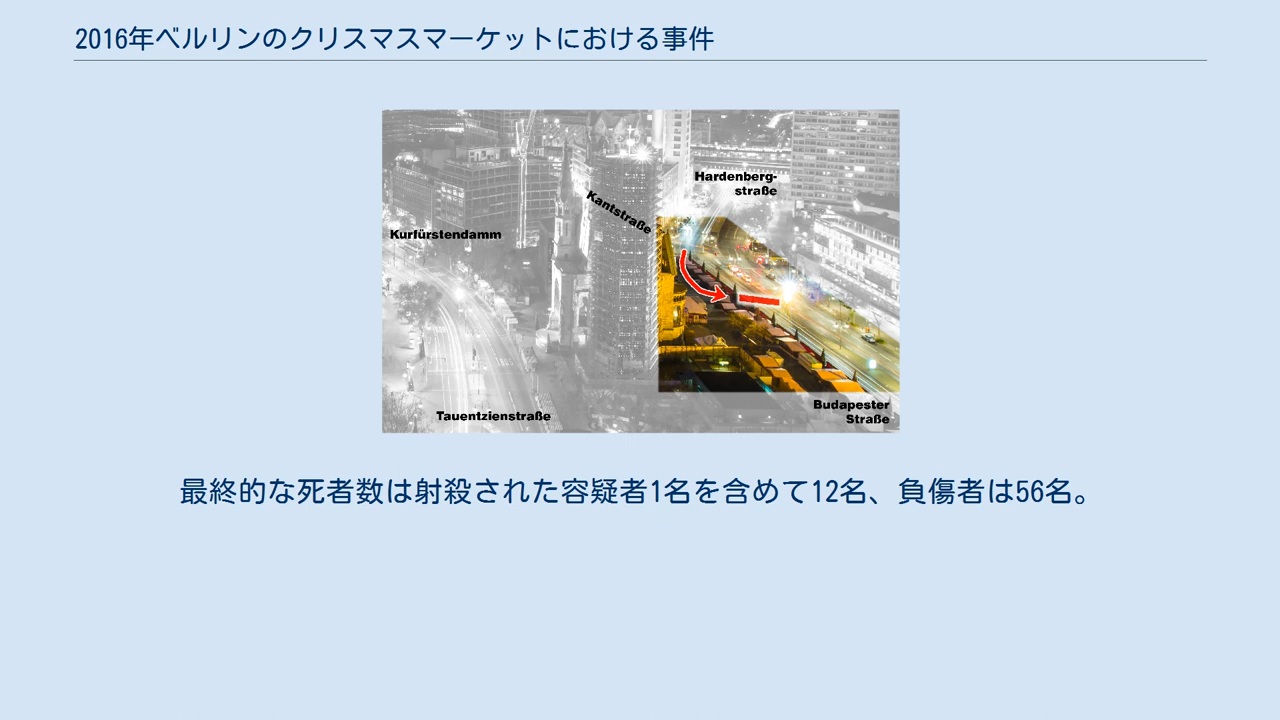 2016年ベルリンのクリスマスマーケットにおける事件
Hardenberg-
straße
Kantstraße
Kurfürstendamm
Budapester
Straße
Tauentzienstraße
最終的な死者数は射殺された容疑者1名を含めて12名、負傷者は56名。